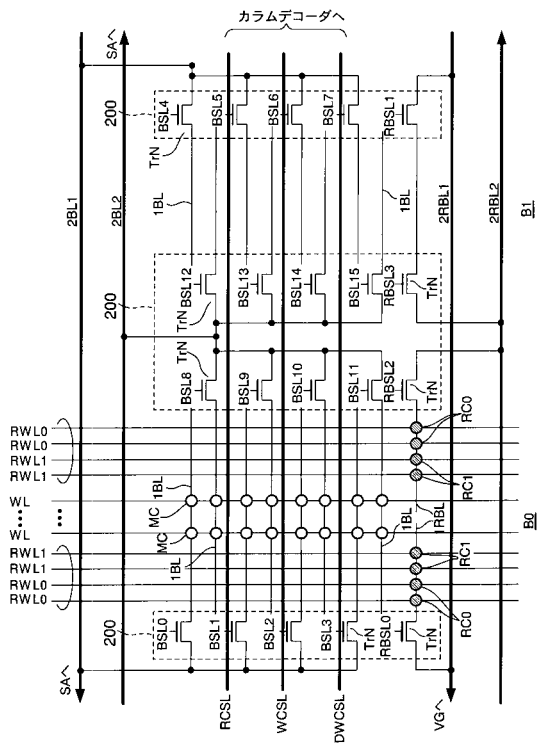 カラムデコーダへ
SAへ
2BL1
2BL2
200
BSL4
BSL5
BSL6
BSL7
RBSL1
TrN
1BL
1BL
2RBL1
2RBL2
B1
200
BSL12
BSL13
BSL14
BSL15
RBSL3
TrN
TrN
TrN
BSL8
BSL9
BSL10
BSL11
RBSL2
TrN
RWL0
RWL0
RWL1
RWL1
WL
⋯
⋯
WL
RWL1
RWL1
RWL0
RWL0
1BL
MC
MC
1BL
1BL
1RBL
1RBL
RC0
RC1
RC1
RC0
B0
200
BSL0
BSL1
BSL2
BSL3
RBSL0
TrN
TrN
SAへ
RCSL
WCSL
DWCSL
VGへ